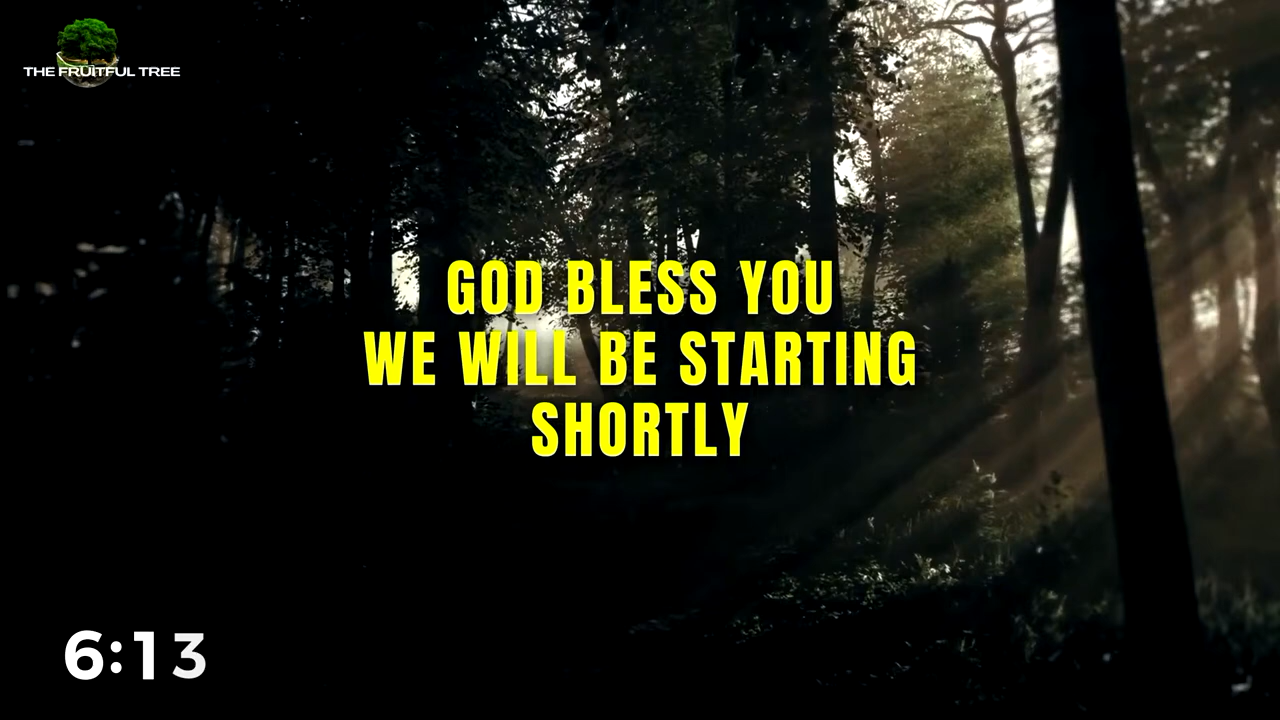 THE FRUITFUL TREE
GOD BLESS YOU
WE WILL BE STARTING
SHORTLY
6:13